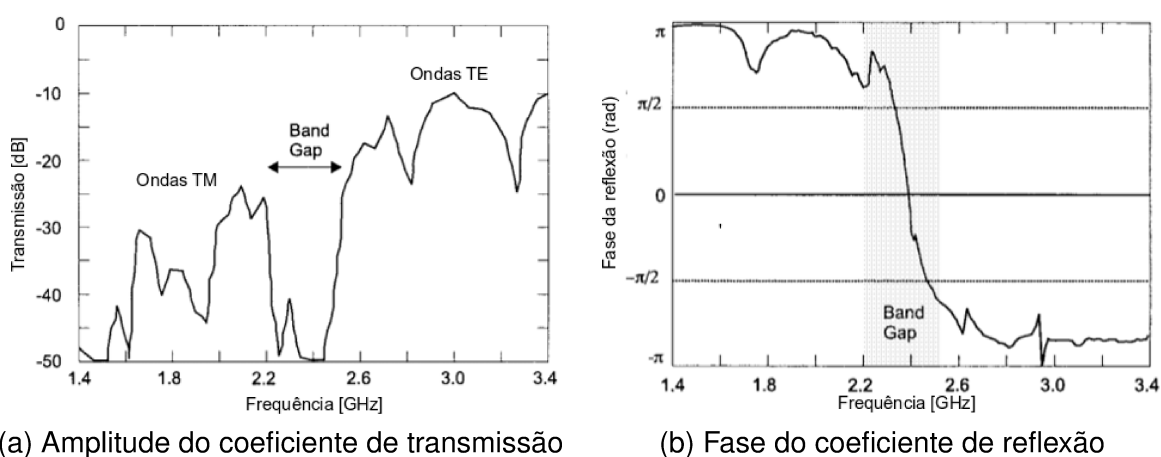 0
-10
-20
-30
-40
-50
Transmissão [dB]
Ondas TE
Band
Gap
Ondas TM
1.4 1.8 2.2 2.6 3.0 3.4
Frequência [GHz]
(a) Amplitude do coeficiente de transmissão
π
π/2
0
−π/2
-π
Fase da reflexão (rad)
Band
Gap
1.4 1.8 2.2 2.6 3.0 3.4
Frequência [GHz]
(b) Fase do coeficiente de reflexão